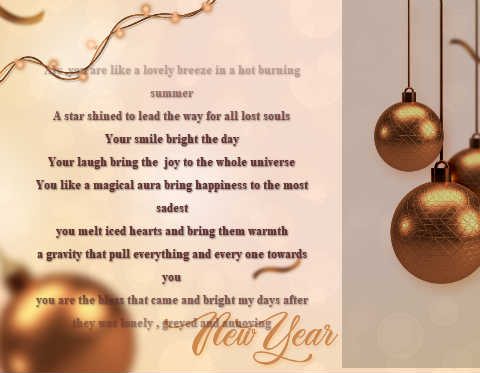 you are like a lovely breeze in a hot burning
summer
A star shined to lead the way for all lost souls
Your smile bright the day
Your laugh bring the joy to the whole universe
You like a magical aura bring happiness to the most
sadest
you melt iced hearts and bring them warmth
a gravity that pull everything and every one towards
you
you are the bless that came and bright my days after
they was lonely , greyed and annoying
New Year